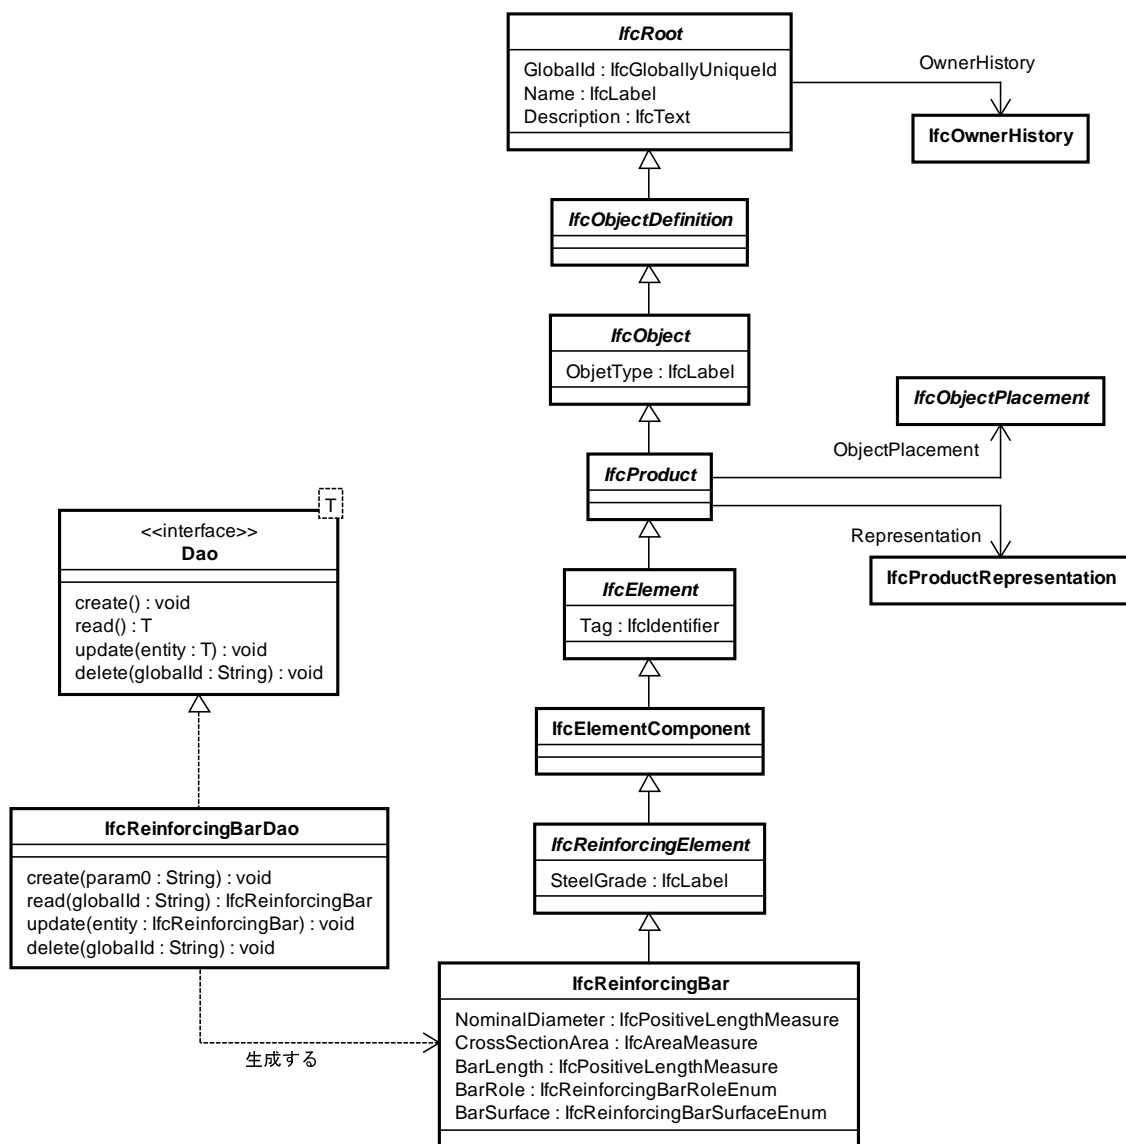 IfcRoot
GlobalId : IfcGloballyUniqueId
Name : IfcLabel
Description : IfcText
OwnerHistory
IfcOwnerHistory
IfcObjectDefinition
IfcObject
ObjetType : IfcLabel
IfcObjectPlacement
ObjectPlacement
IfcProduct
Representation
IfcProductRepresentation
T
<<interface>>
Dao
create() : void
read() : T
update(entity : T) : void
delete(globalId : String) : void
IfcElement
Tag : IfcIdentifier
IfcElementComponent
IfcReinforcingBarDao
create(param0 : String) : void
read(globalId : String) : IfcReinforcingBar
update(entity : IfcReinforcingBar) : void
delete(globalId : String) : void
IfcReinforcingElement
SteelGrade : IfcLabel
生成する
IfcReinforcingBar
NominalDiameter : IfcPositiveLengthMeasure
CrossSectionArea : IfcAreaMeasure
BarLength : IfcPositiveLengthMeasure
BarRole : IfcReinforcingBarRoleEnum
BarSurface : IfcReinforcingBarSurfaceEnum